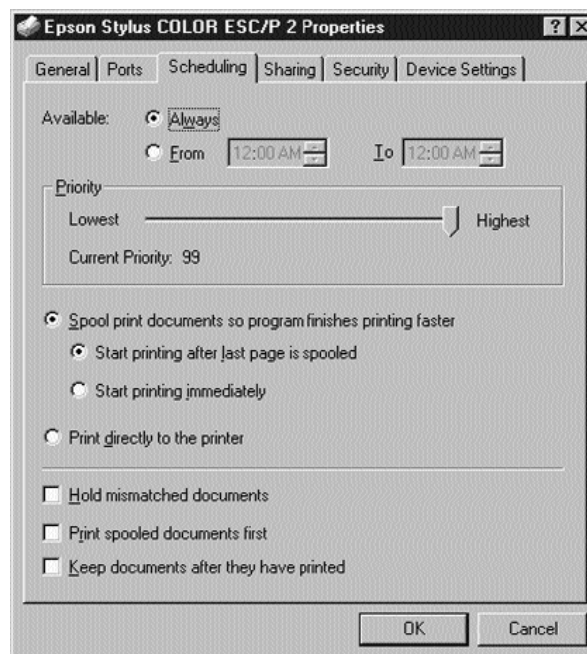 Epson Stylus COLOR ESC/P 2 Properties
General Ports Scheduling Sharing Security Device Settings
Available: Always
From 12:00 AM To 12:00 AM
Priority
Lowest Highest
Current Priority: 99
Spool print documents so program finishes printing faster
Start printing after last page is spooled
Start printing immediately
Print directly to the printer
Hold mismatched documents
Print spooled documents first
Keep documents after they have printed
OK Cancel